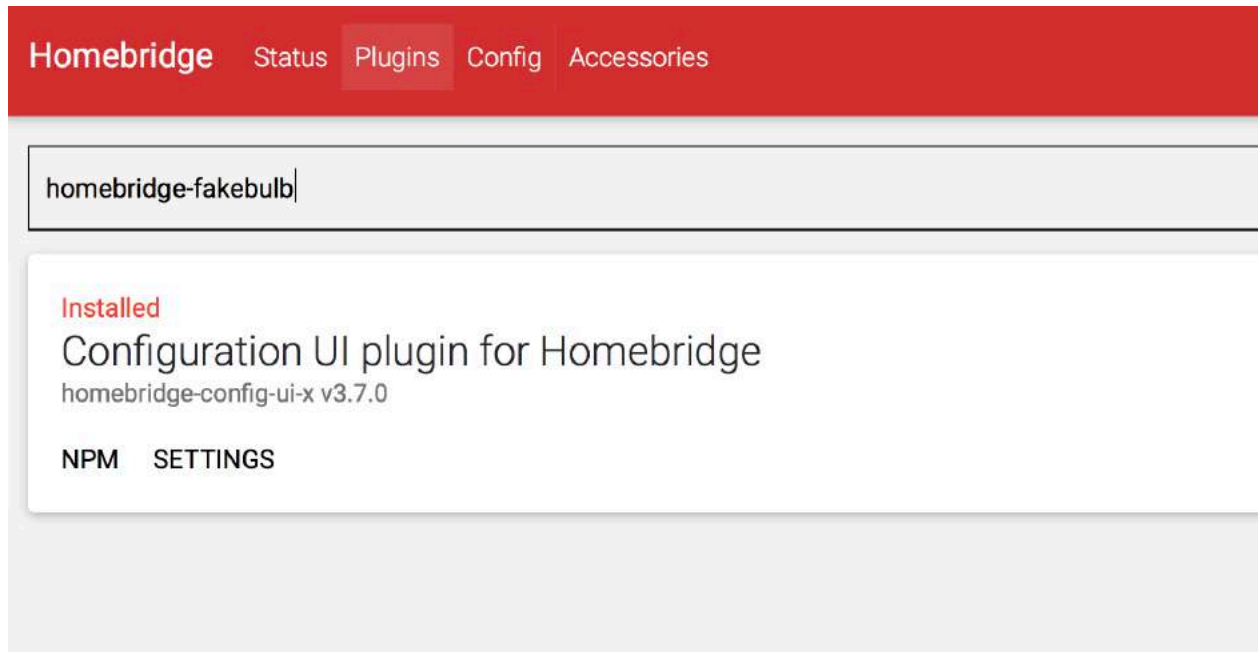 Homebridge Status Plugins Config Accessories
homebridge-fakebulb
Installed
Configuration UI plugin for Homebridge
homebridge-config-ui-x v3.7.0
NPM SETTINGS